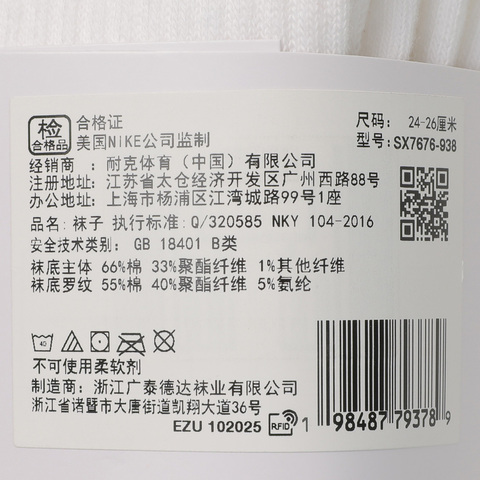 检
合格品
合格证
美国NIKE公司监制
尺码： 24-26厘米
型号：SX7676-938
经销商 ：耐克体育（中国）有限公司
注册地址：江苏省太仓经济开发区广州西路88号
办公地址：上海市杨浦区江湾城路99号1座
品名：袜子 执行标准：Q/320585 NKY 104-2016
安全技术类别： GB 18401 B类
袜底主体 66%棉 33%聚酯纤维 1%其他纤维
袜底罗纹 55%棉 40%聚酯纤维 5%氨纶
40
不可使用柔软剂
制造商：浙江广泰德达袜业有限公司
浙江省诸暨市大唐街道凯翔大道36号
EZU 102025
RFID
1 98487 79378 9